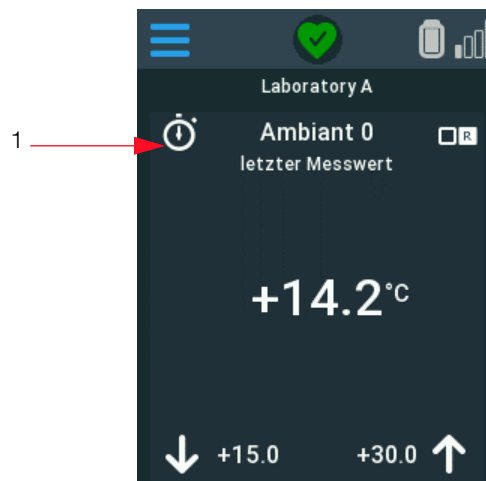 1
Laboratory A
Ambiant 0
R
letzter Messwert
+14.2°C
+15.0
+30.0